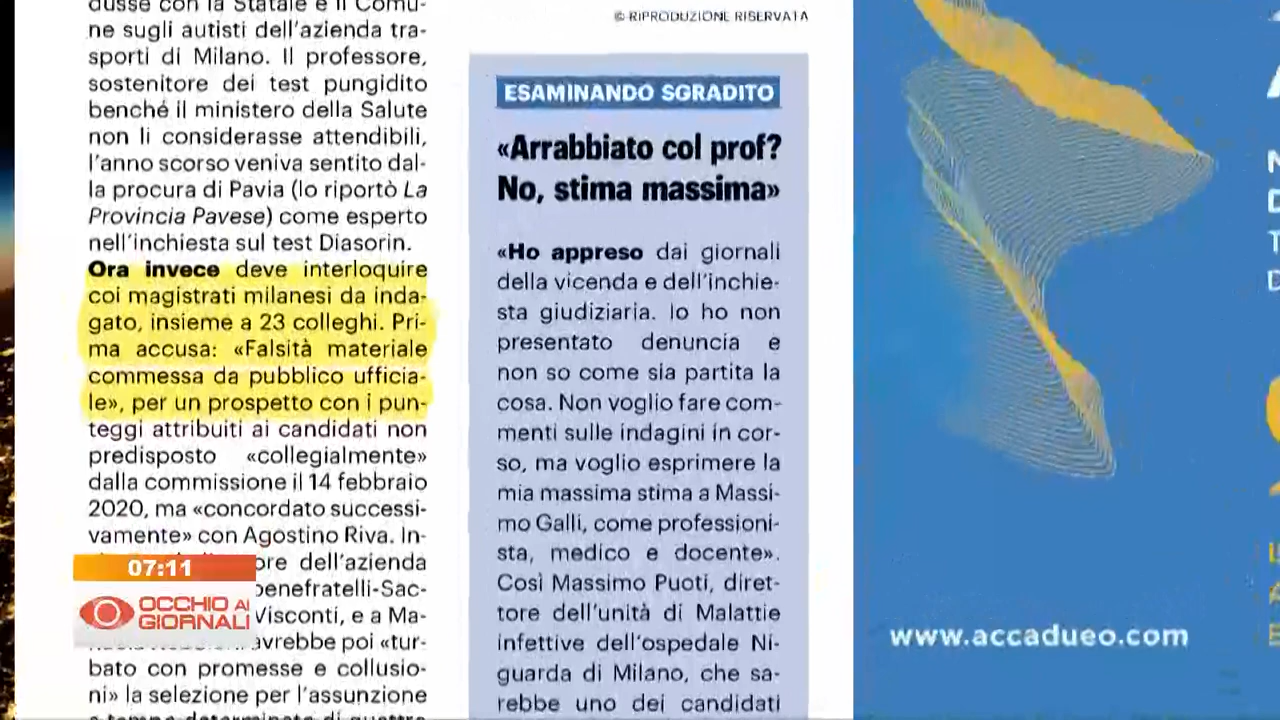 dusse con la Statale e il Comu-
ne sugli autisti dell'azienda tra-
sporti di Milano. Il professore,
sostenitore dei test pungidito
benché il ministero della Salute
non li considerasse attendibili,
l'anno scorso veniva sentito dal-
la procura di Pavia (lo riportò La
Provincia Pavese) come esperto
nell'inchiesta sul test Diasorin.
Ora invece deve interloquire
coi magistrati milanesi da inda-
gato, insieme a 23 colleghi. Pri-
ma accusa: «Falsità materiale
commessa da pubblico ufficia-
le», per un prospetto con i pun-
teggi attribuiti ai candidati non
predisposto «collegialmente»
dalla commissione il 14 febbraio
2020, ma «concordato successi-
vamente» con Agostino Riva. In-
ore dell'azienda
benefratelli-Sac-
Visconti, e a Ma-
avrebbe poi «tur-
bato con promesse e collusio-
ni» la selezione per l'assunzione
a tempo determinato di quattro
07:11
OCCHIO AI
GIORNALI
© RIPRODUZIONE RISERVATA
ESAMINANDO SGRADITO
«Arrabbiato col prof?
No, stima massima»
«Ho appreso dai giornali
della vicenda e dell'inchie-
sta giudiziaria. Io ho non
presentato denuncia e
non so come sia partita la
cosa. Non voglio fare com-
menti sulle indagini in cor-
so, ma voglio esprimere la
mia massima stima a Massi-
mo Galli, come professioni-
sta, medico e docente».
Così Massimo Puoti, diret-
tore dell'unità di Malattie
infettive dell'ospedale Ni-
guarda di Milano, che sa-
rebbe uno dei candidati
www.accadueo.com